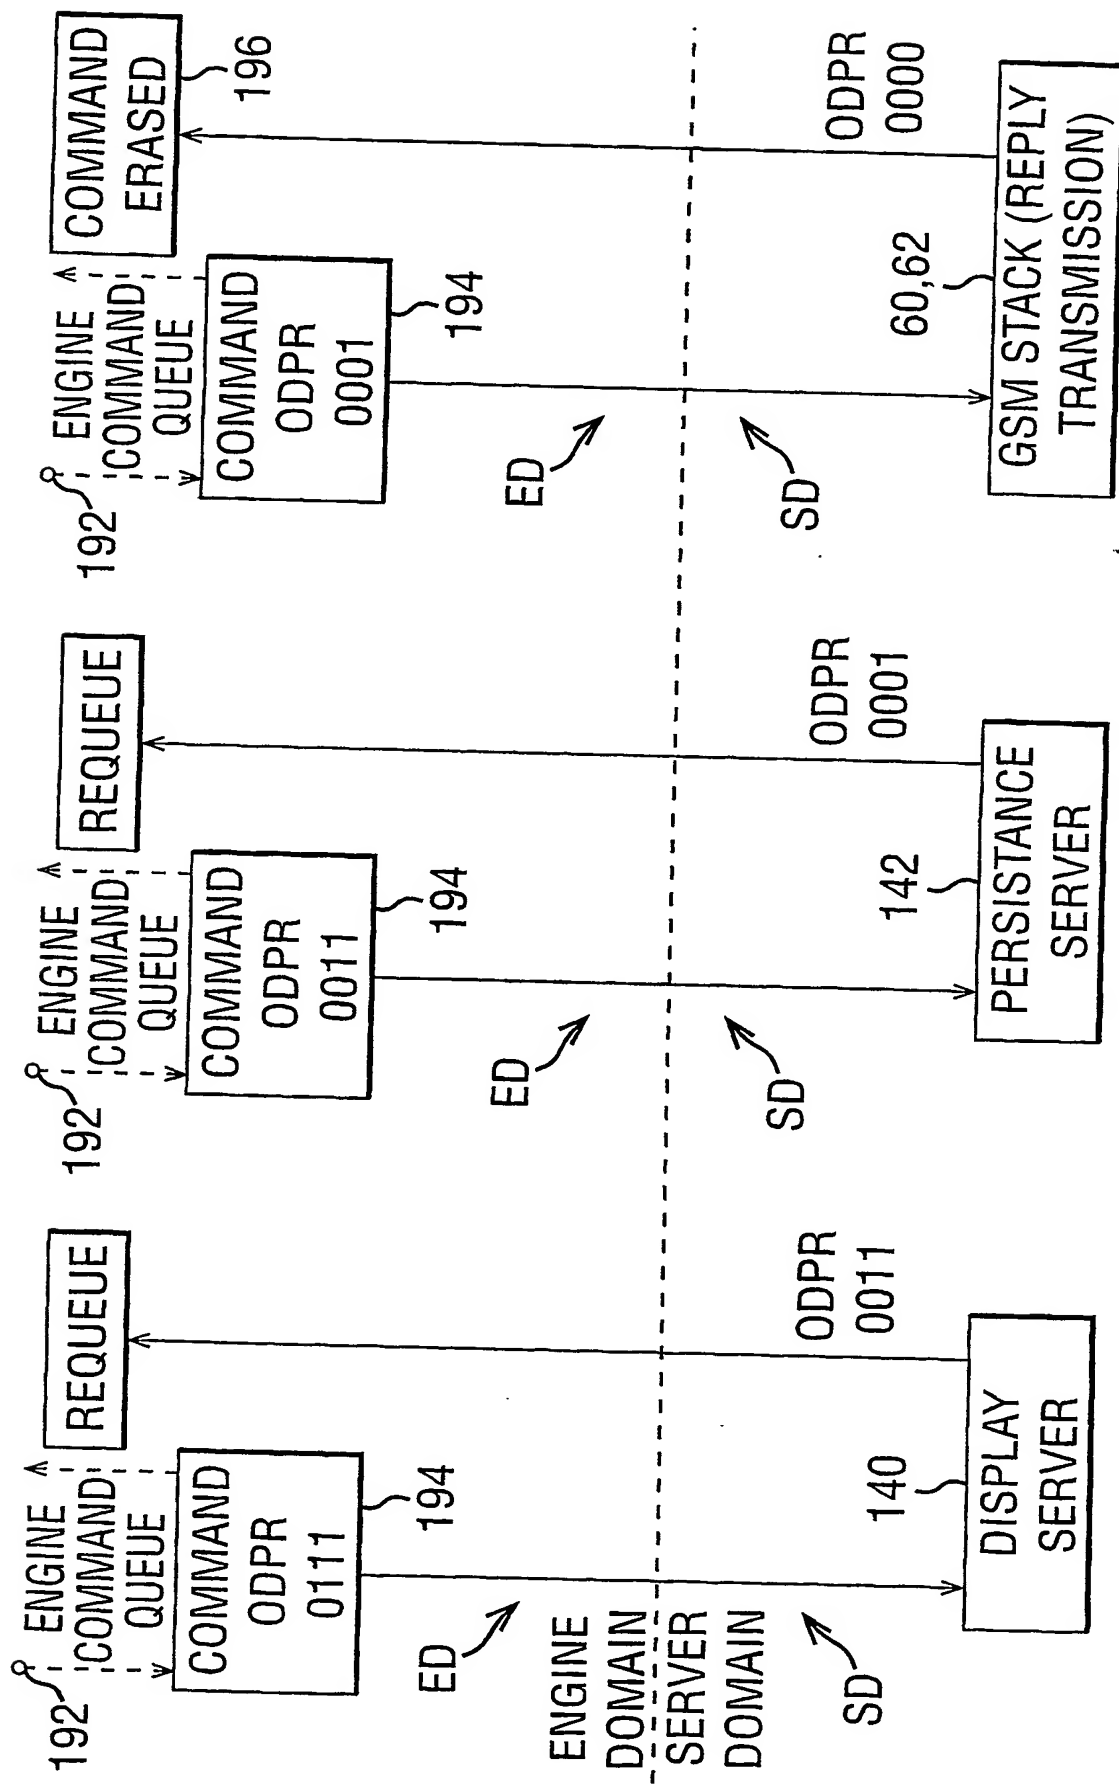 192
ENGINE
COMMAND
QUEUE
REQUEUE
COMMAND
ODPR
0111
194
ED
ENGINE
DOMAIN
SERVER
DOMAIN
SD
ODPR
0011
140
DISPLAY
SERVER
192
ENGINE
COMMAND
QUEUE
REQUEUE
COMMAND
ODPR
0011
194
ED
SD
ODPR
0001
142
PERSISTANCE
SERVER
192
ENGINE
COMMAND
QUEUE
COMMAND
ERASED
196
COMMAND
ODPR
0001
194
ED
SD
ODPR
0000
60,62
GSM STACK (REPLY
TRANSMISSION)